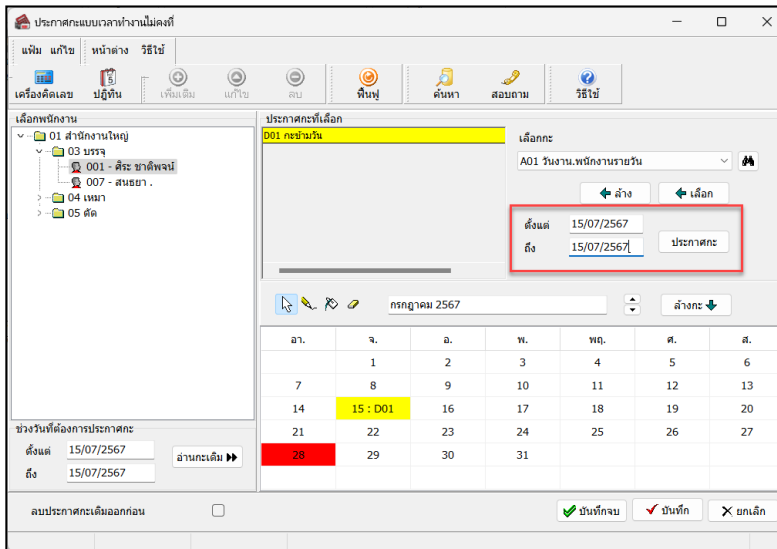 ประกาศกะแบบเวลาทำงานไม่คงที่
แฟ้ม แก้ไข หน้าต่าง วิธีใช้
เครื่องคิดเลข ปฏิทิน เพิ่มเติม แก้ไข ลบ ฟื้นฟู ค้นหา สอบถาม วิธีใช้
เลือกพนักงาน
01 สำนักงานใหญ่
03 บรรจุ
001 - ศิระ ชาติพจน์
007 - สนธยา .
04 เหมา
05 ตัด
ประกาศกะที่เลือก
D01 กะข้ามวัน
เลือกกะ
A01 วันงาน.พนักงานรายวัน
ล้าง เลือก
ตั้งแต่ 15/07/2567
ถึง 15/07/2567 ประกาศกะ
กรกฎาคม 2567 ล้างกะ
อา. จ. อ. พ. พฤ. ศ. ส.
1 2 3 4 5 6
7 8 9 10 11 12 13
14 15 : D01 16 17 18 19 20
21 22 23 24 25 26 27
28 29 30 31
ช่วงวันที่ต้องการประกาศกะ
ตั้งแต่ 15/07/2567 อ่านกะเดิม
ถึง 15/07/2567
ลบประกาศกะเดิมออกก่อน บันทึกจบ บันทึก ยกเลิก